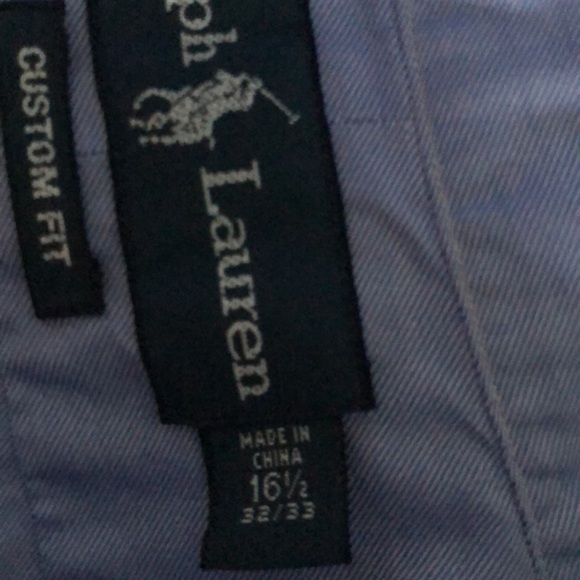 CUSTOM FIT
ph Lauren
MADE IN
CHINA
16½
32/33